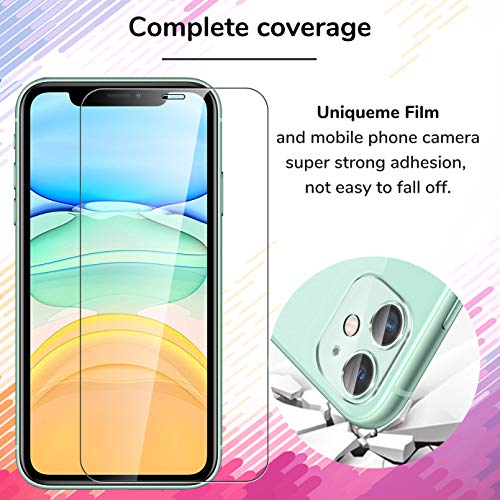 Complete coverage
Uniqueme Film
and mobile phone camera
super strong adhesion,
not easy to fall off.